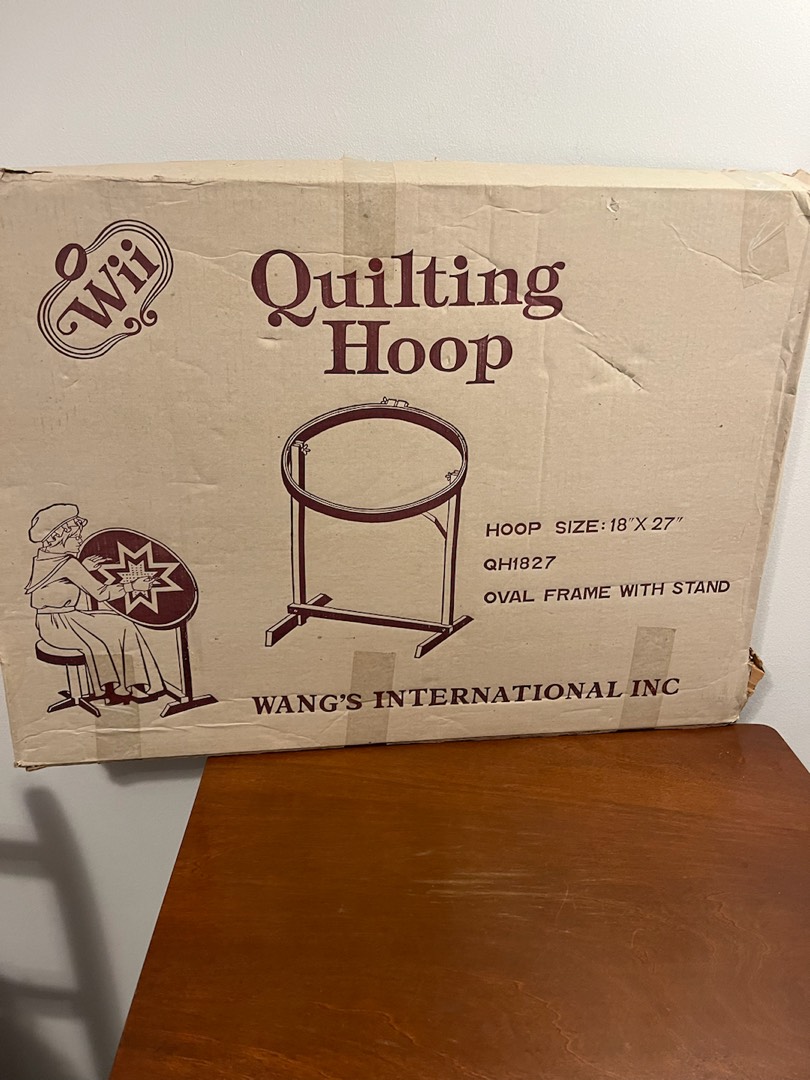 Wii
Quilting
Hoop
HOOP SIZE: 18"X 27"
QH1827
OVAL FRAME WITH STAND
WANG'S INTERNATIONAL INC